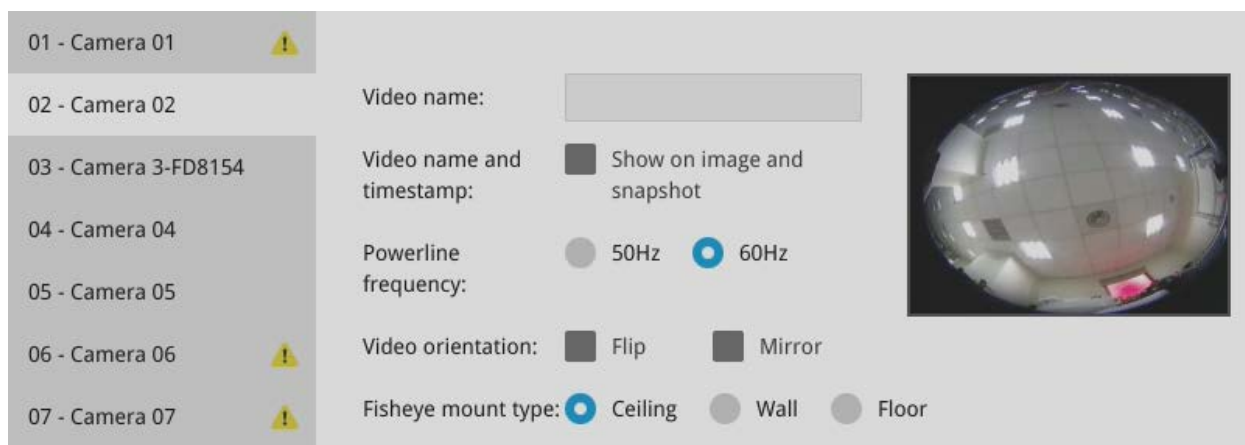 01 - Camera 01
02 - Camera 02
03 - Camera 3-FD8154
04 - Camera 04
05 - Camera 05
06 - Camera 06
07 - Camera 07
Video name:
Video name and
timestamp:
Show on image and
snapshot
Powerline
frequency:
50Hz
60Hz
Video orientation:
Flip
Mirror
Fisheye mount type:
Ceiling
Wall
Floor